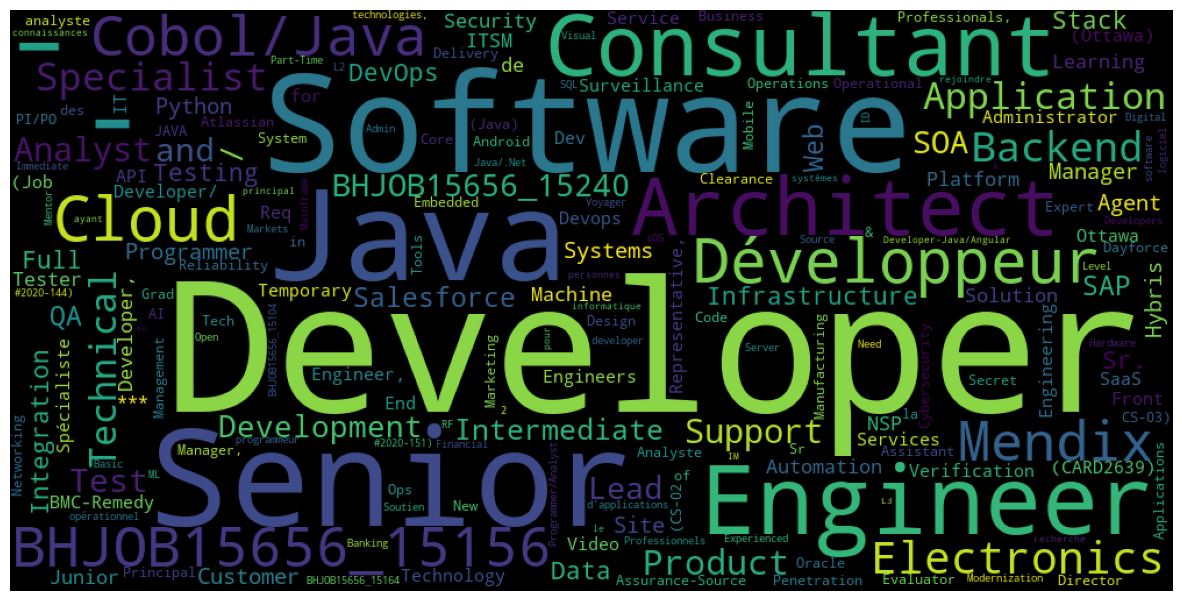 analyste
connaissances
I
Cobol/Java
technologies,
Security
ITSM
Delivery
Service
Business
Consultant
Visual
Professionals,
Stack
(Ottawa)
Learning
Specialist
IT
Part-Time
L2
DevOps
de
SQL
Surveillance
Operations
Operational
rejoindre
Application
Digital
PI/PO
des
-
Python
for
Software
Administrator
JAVA
Atlassian
System
Admin
Core
(Java)
Android
Mobile
Dev
Web
ID
SOA
Backend
software
logiciel
Analyst
and
/
Immediate
API
Testing
Java/.Net
systèmes
Manager
(Job
Developer/
principal
BHJOB15656_15240
Clearance
Platform
Mentor
Cloud
ayant
Req
Mainframe
Java
Embedded
Voyager
Devops
Architect
Expert
Agent
Developers
Markets
in
Tools
iOS
&
Developer-Java/Angular
Ottawa
Full
Programmer
Reliability
Systems
Source
Développeur
Level
Dayforce
Tester
#2020-144)
Grad
AI
Temporary
Salesforce
Machine
personnes
informatique
Infrastructure
Solution
SAP
Hybris
QA
Technical
Developer,
Tech
Open
BHJOB15656_15104
Developer
Design
developer
Representative,
Code
Hardware
Integration
Spécialiste
Management
Engineer,
Marketing
pour
Engineers
Server
Manufacturing
Need
Cybersecurity
Secret
Engineering
Sr.
SaaS
Front
***
End
2
Networking
Development
#2020-151)
RF
Intermediate
Support
NSP
la
CS-03)
programmeur
Senior
Manager,
Financial
Analyste
IM
Sr
Services
Assistant
Mendix
Test
Basic
ML
Ops
Programmer/Analyst
Lead
of
(CS-02
Automation
Verification
(CARD2639)
Applications
BMC-Remedy
opérationnel
Soutien
New
d'applications
Site
L3
Engineer
BHJOB15656_15156
Banking
le
Video
Professionnels
Experienced
recherche
Junior
Principal
Customer
BHJOB15656_15164
Technology
Data
Product
Assurance-Source
Oracle
Penetration
Electronics
Evaluator
Modernization
Director